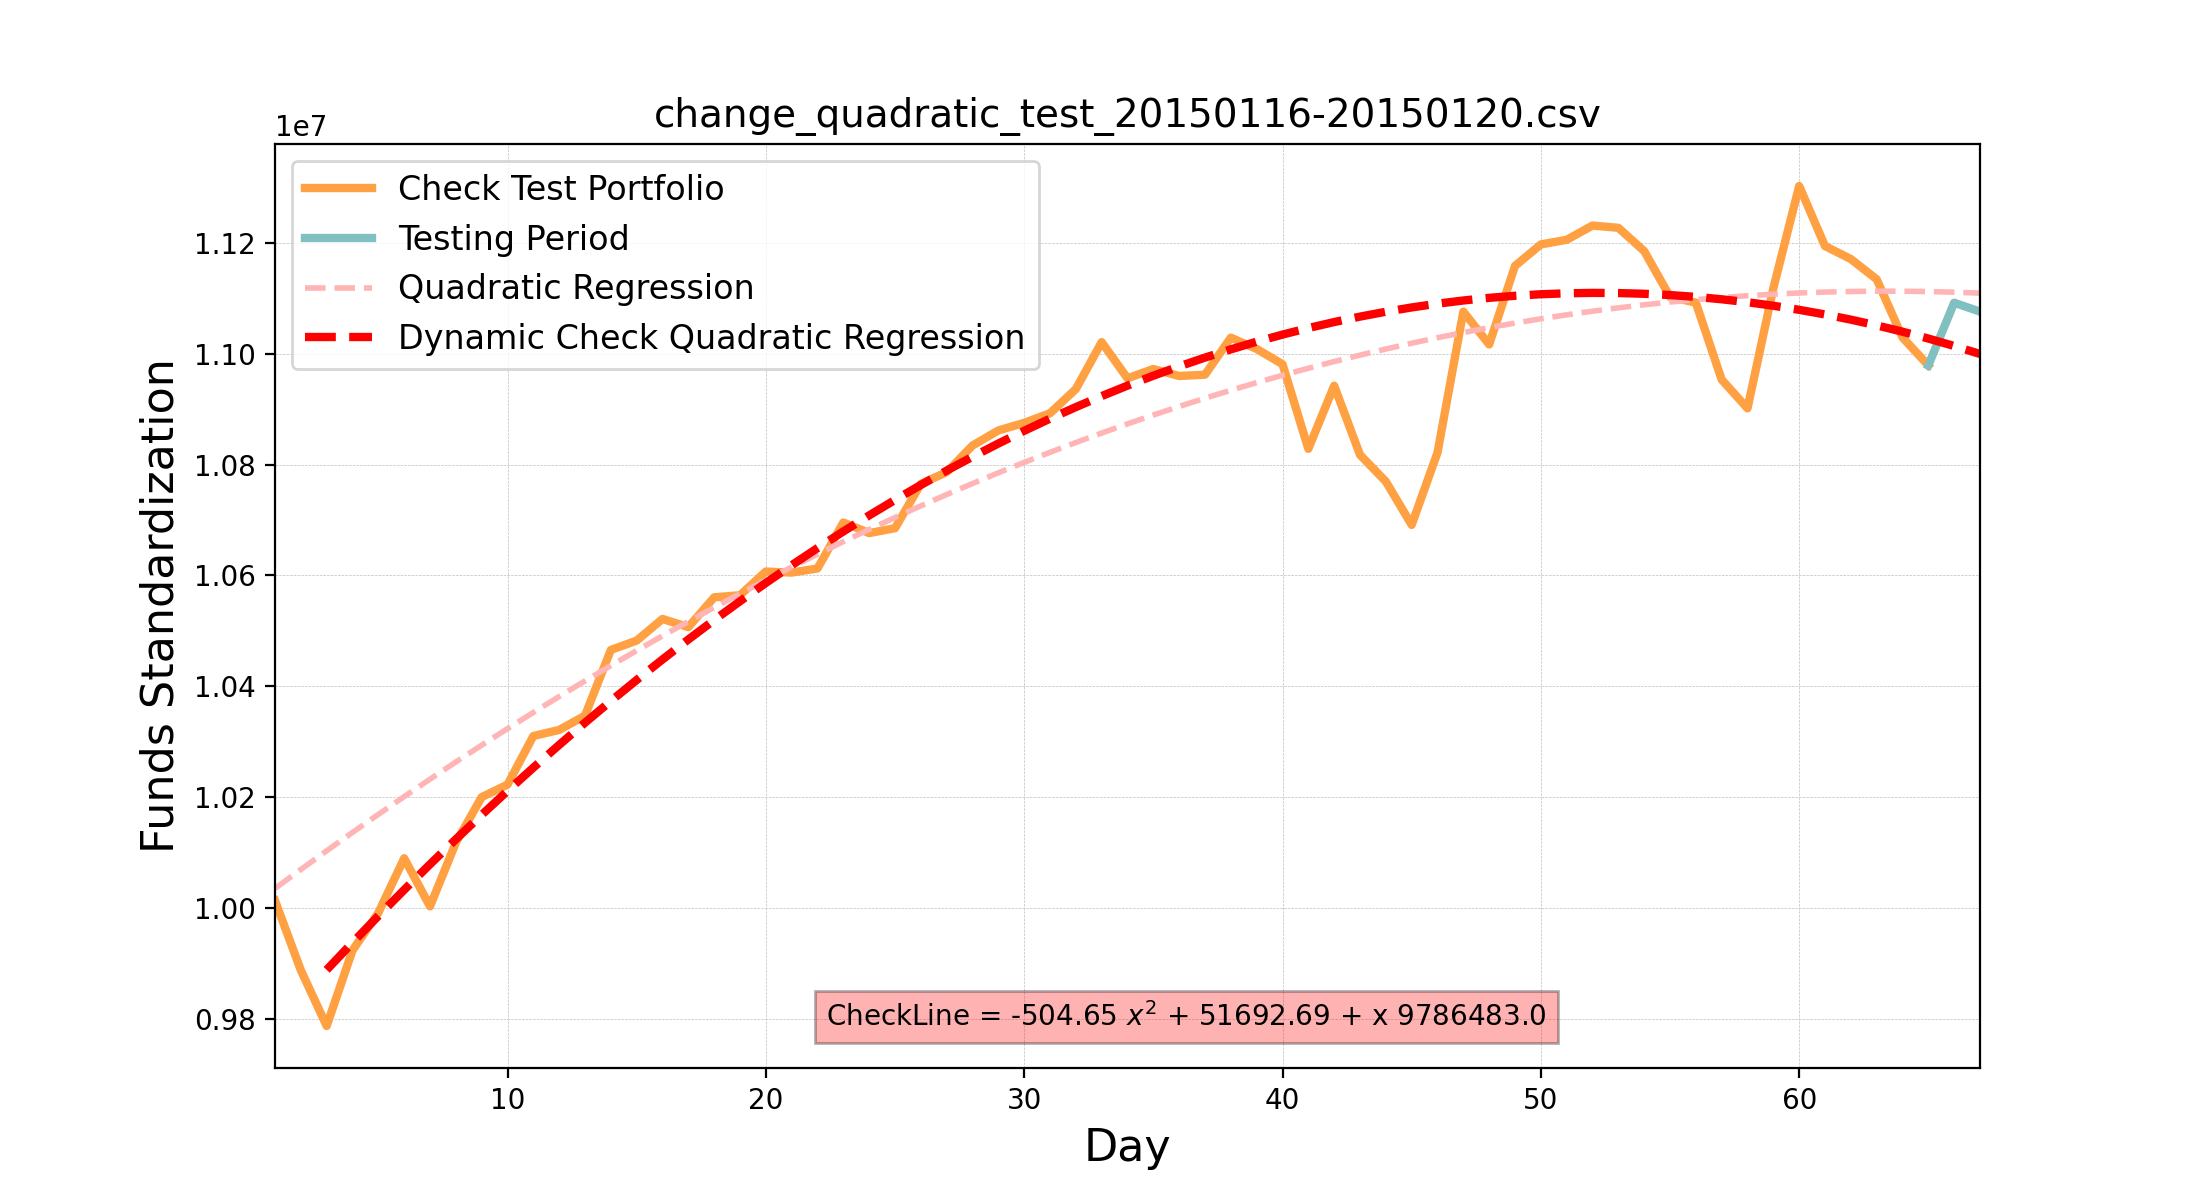 change_quadratic_test_20150116-20150120.csv
1e7
Check Test Portfolio
Testing Period
Quadratic Regression
Dynamic Check Quadratic Regression
Funds Standardization
1.12
1.10
1.08
1.06
1.04
1.02
1.00
0.98
CheckLine = -504.65 x² + 51692.69 + x 9786483.0
10 20 30 40 50 60
Day